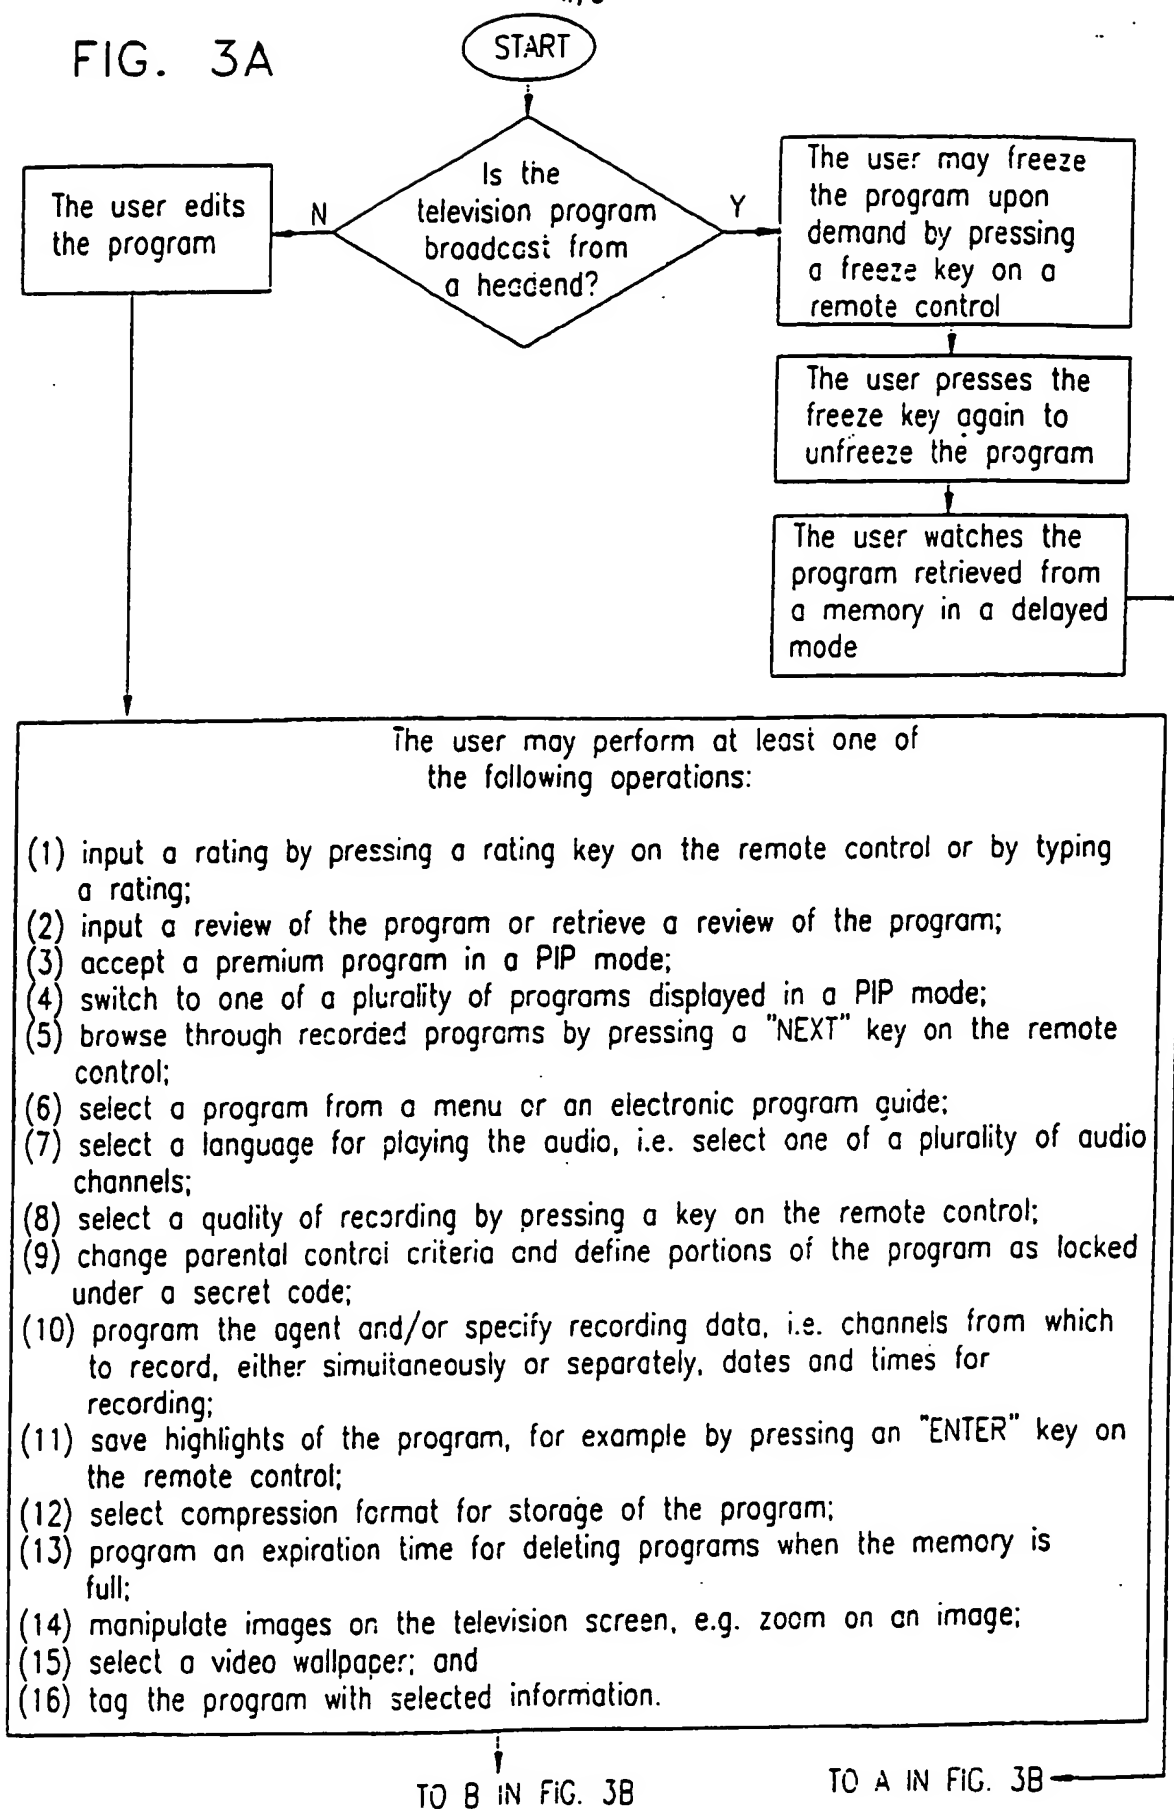 FIG. 3A
START
Is the
television program
broadcast from
a headend?
N
Y
The user edits
the program
The user may freeze
the program upon
demand by pressing
a freeze key on a
remote control
The user presses the
freeze key again to
unfreeze the program
The user watches the
program retrieved from
a memory in a delayed
mode
The user may perform at least one of
the following operations:
(1) input a rating by pressing a rating key on the remote control or by typing
a rating;
(2) input a review of the program or retrieve a review of the program;
(3) accept a premium program in a PIP mode;
(4) switch to one of a plurality of programs displayed in a PIP mode;
(5) browse through recorded programs by pressing a "NEXT" key on the remote
control;
(6) select a program from a menu or an electronic program guide;
(7) select a language for playing the audio, i.e. select one of a plurality of audio
channels;
(8) select a quality of recording by pressing a key on the remote control;
(9) change parental control criteria and define portions of the program as locked
under a secret code;
(10) program the agent and/or specify recording data, i.e. channels from which
to record, either simultaneously or separately, dates and times for
recording;
(11) save highlights of the program, for example by pressing an "ENTER" key on
the remote control;
(12) select compression format for storage of the program;
(13) program an expiration time for deleting programs when the memory is
full;
(14) manipulate images on the television screen, e.g. zoom on an image;
(15) select a video wallpaper; and
(16) tag the program with selected information.
TO B IN FIG. 3B
TO A IN FIG. 3B